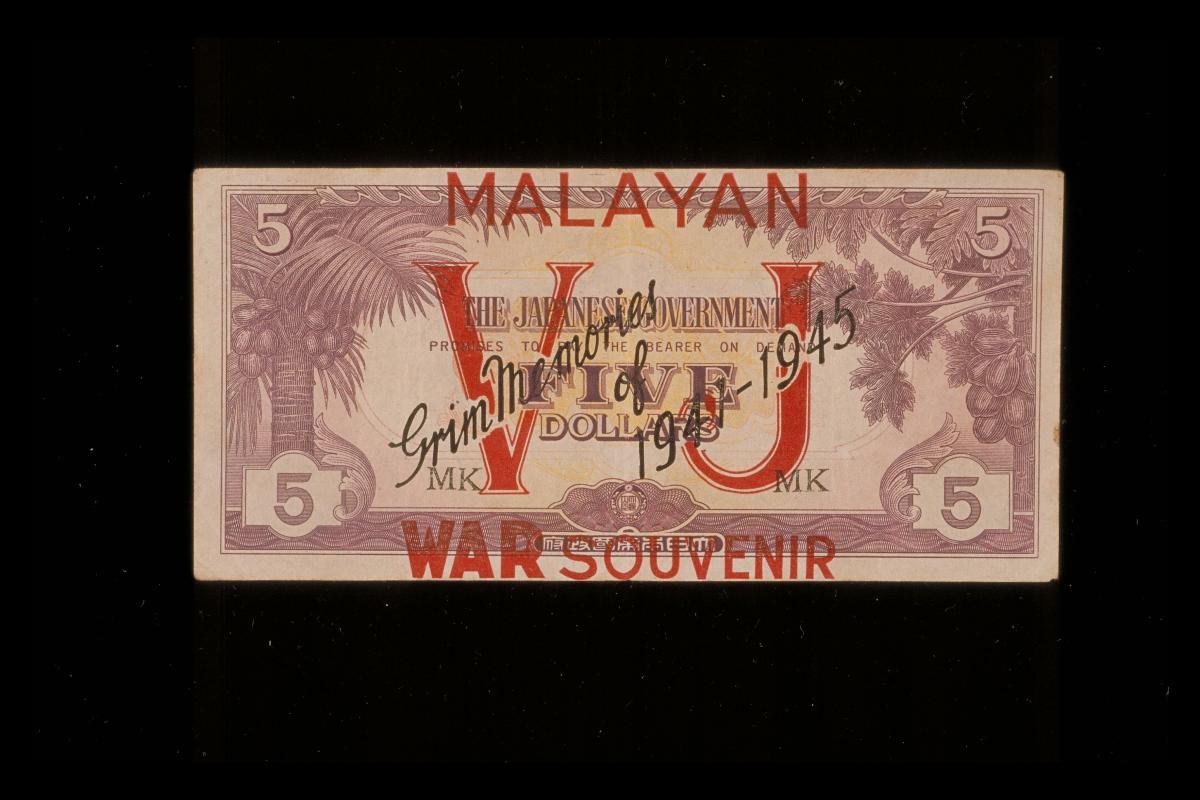 MALAYAN
5 5
VJ
THE JAPANESE GOVERNMENT
PROMISES TO PAY THE BEARER ON DEMAND
FIVE
DOLLARS
Grim Memories
of
1941-1945
MK MK
5 5
WAR SOUVENIR